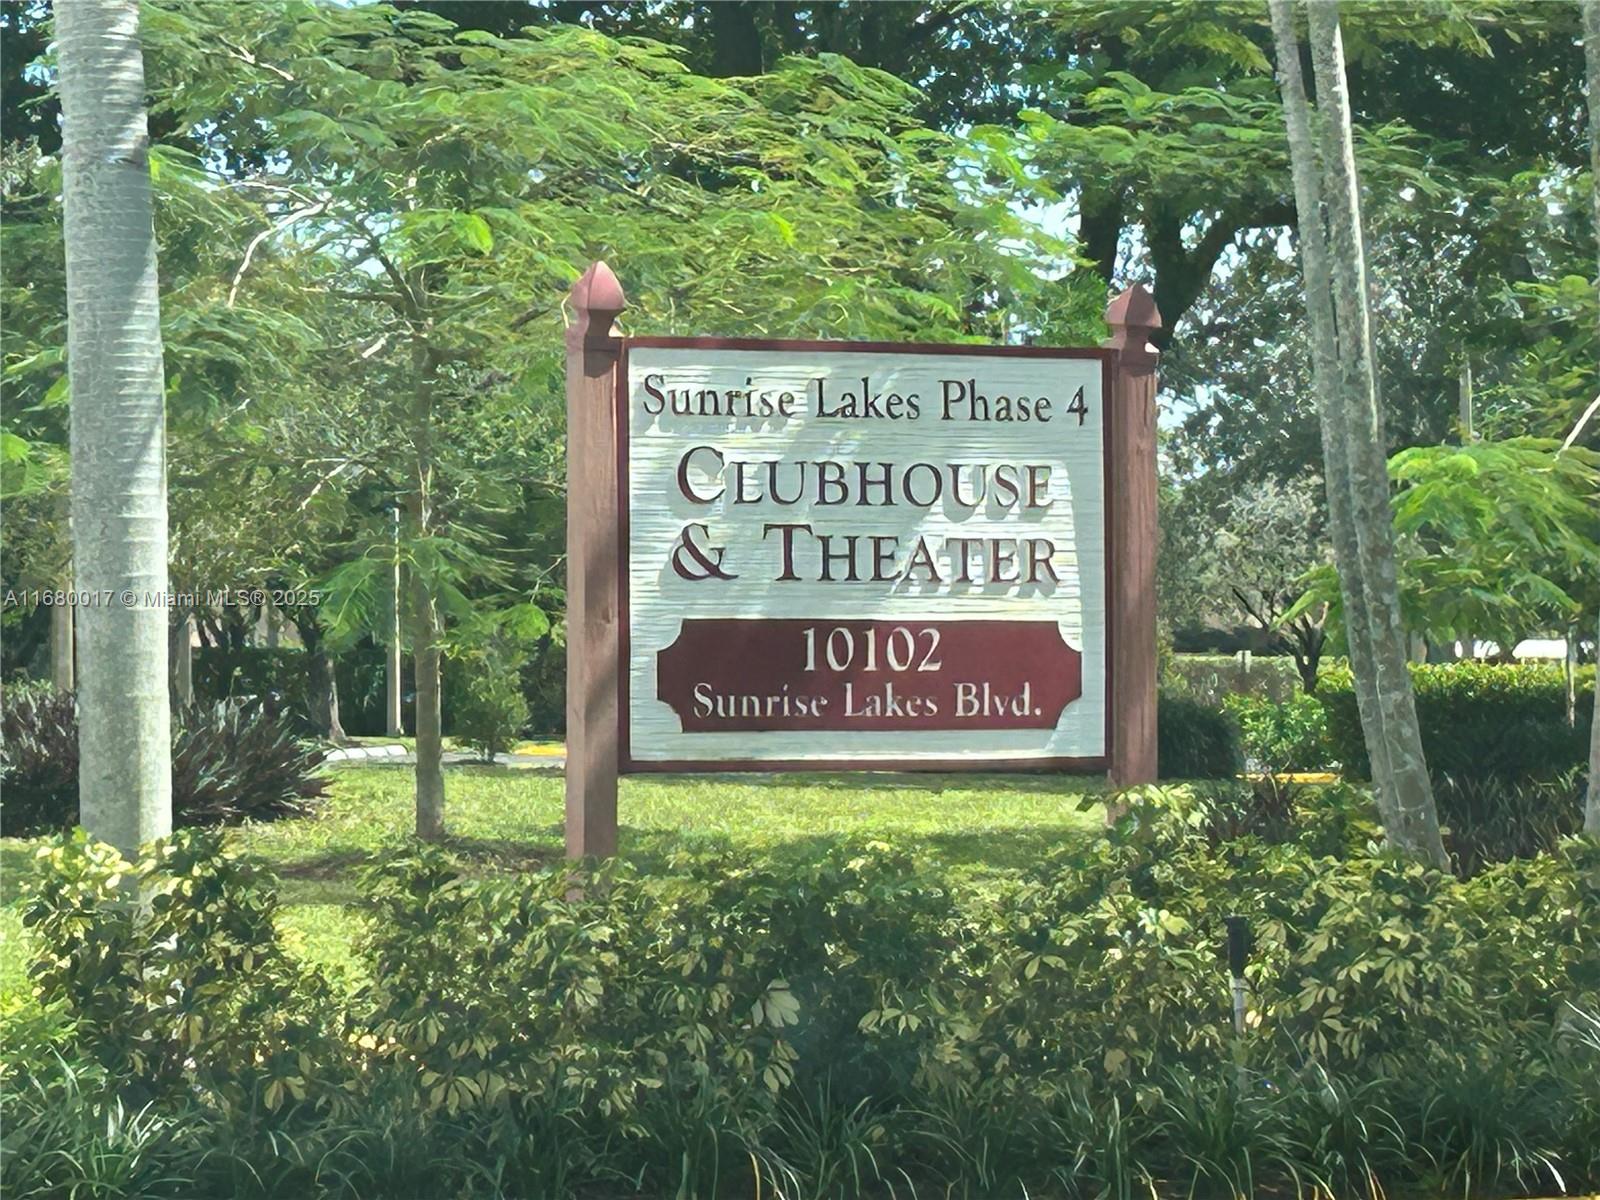 Sunrise Lakes Phase 4
CLUBHOUSE
& THEATER
10102
Sunrise Lakes Blvd.
A11680017 © Miami MLS® 2025